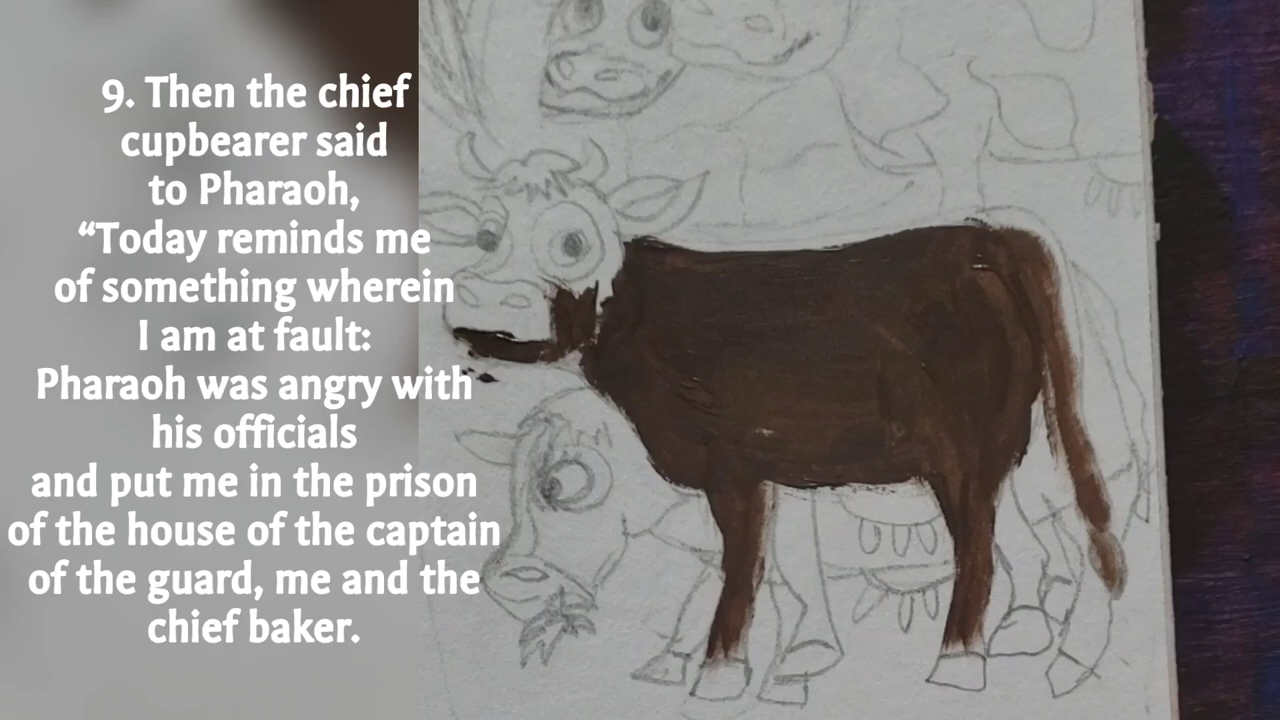 9. Then the chief
cupbearer said
to Pharaoh,
“Today reminds me
of something wherein
I am at fault:
Pharaoh was angry with
his officials
and put me in the prison
of the house of the captain
of the guard, me and the
chief baker.